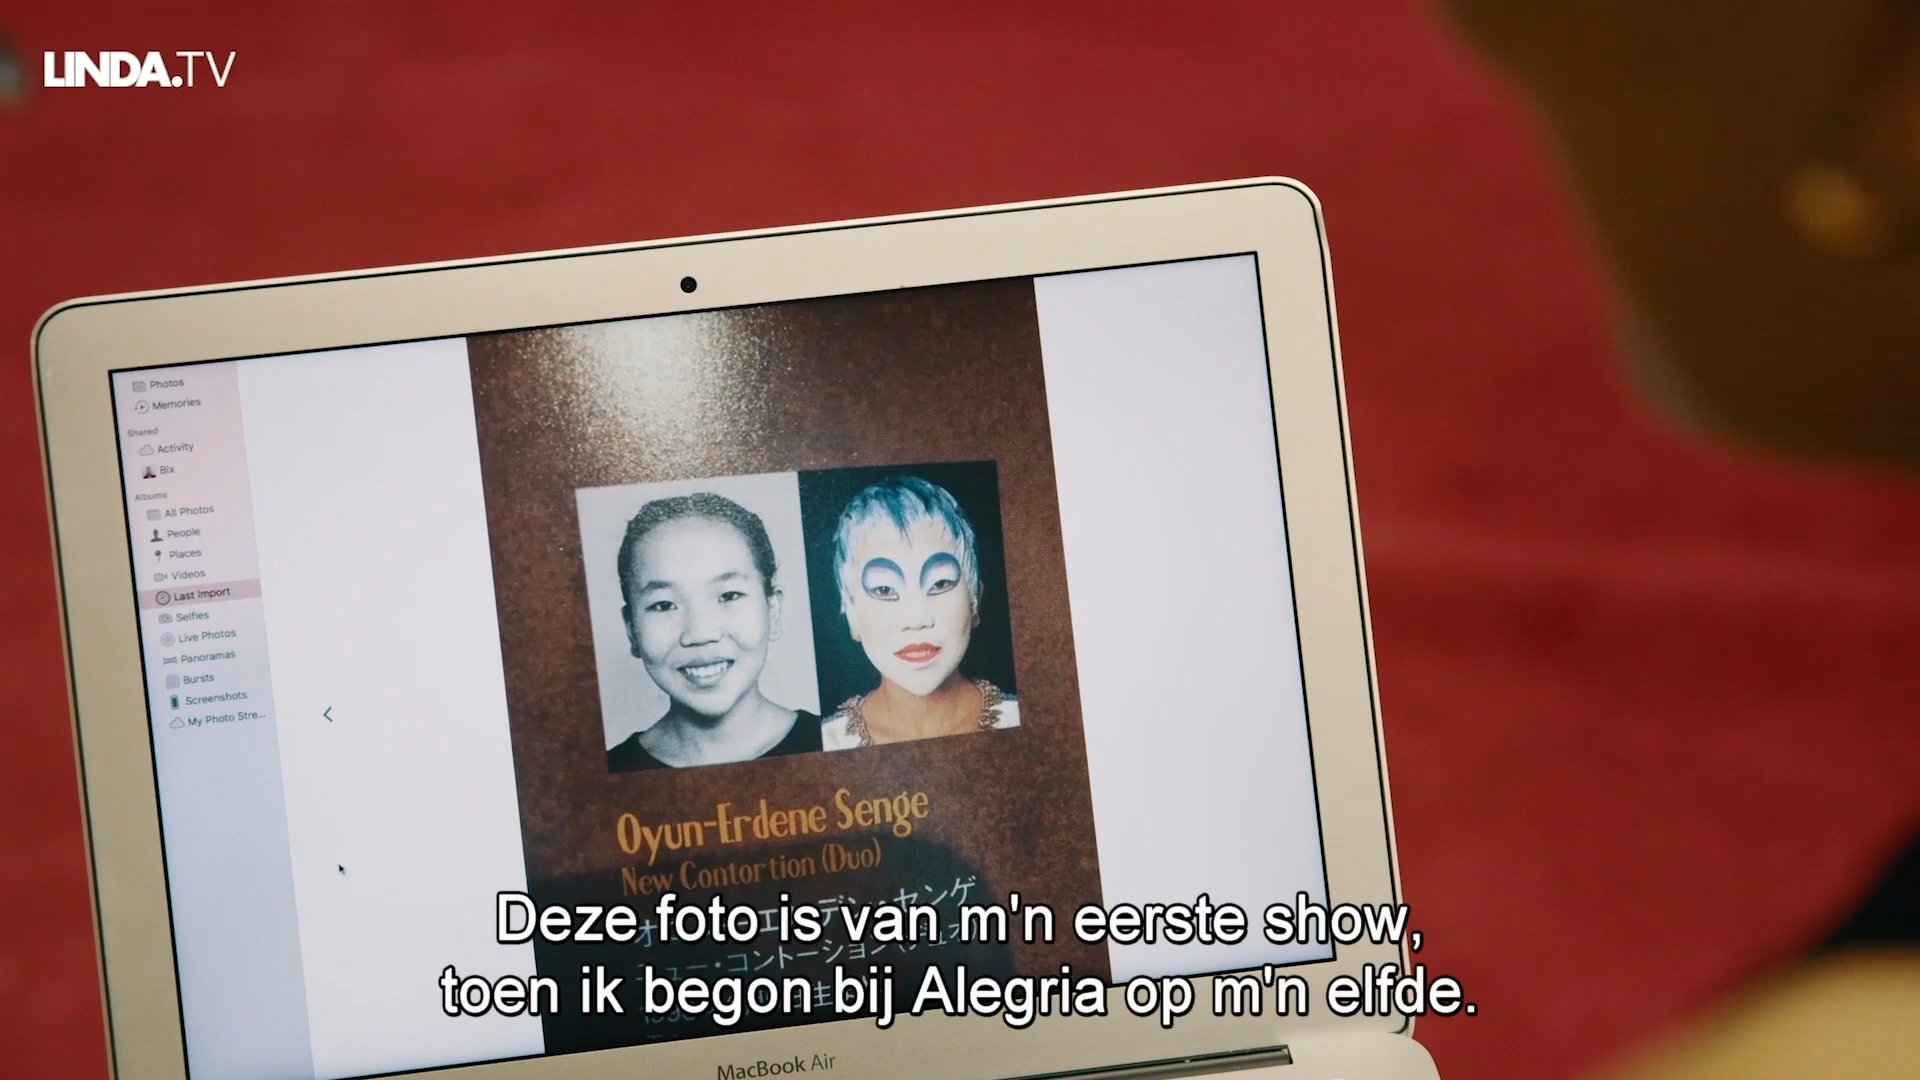 LINDA.TV
Photos
Memories
Shared
Activity
Blx
Albums
All Photos
People
Places
Videos
Last Import
Selfies
Live Photos
Panoramas
Bursts
Screenshots
My Photo Stre...
Oyun-Erdene Senge
New Contortion (Duo)
Deze foto is van m'n eerste show,
toen ik begon bij Alegria op m'n elfde.
MacBook Air